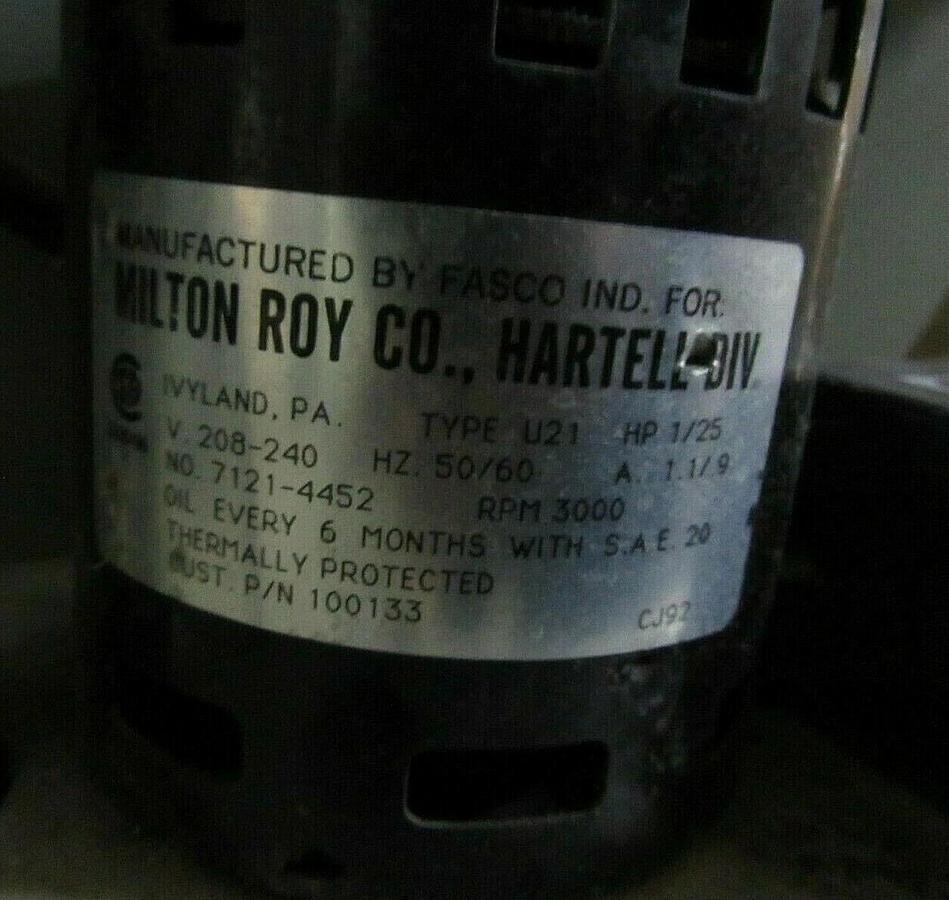 MANUFACTURED BY FASCO IND. FOR:
MILTON ROY CO., HARTELL DIV.
IVYLAND, PA. TYPE U21 HP 1/25
V. 208-240 HZ. 50/60 A. 1.1/.9
NO. 7121-4452 RPM 3000
OIL EVERY 6 MONTHS WITH S.A.E. 20
THERMALLY PROTECTED
CUST. P/N 100133 CJ92